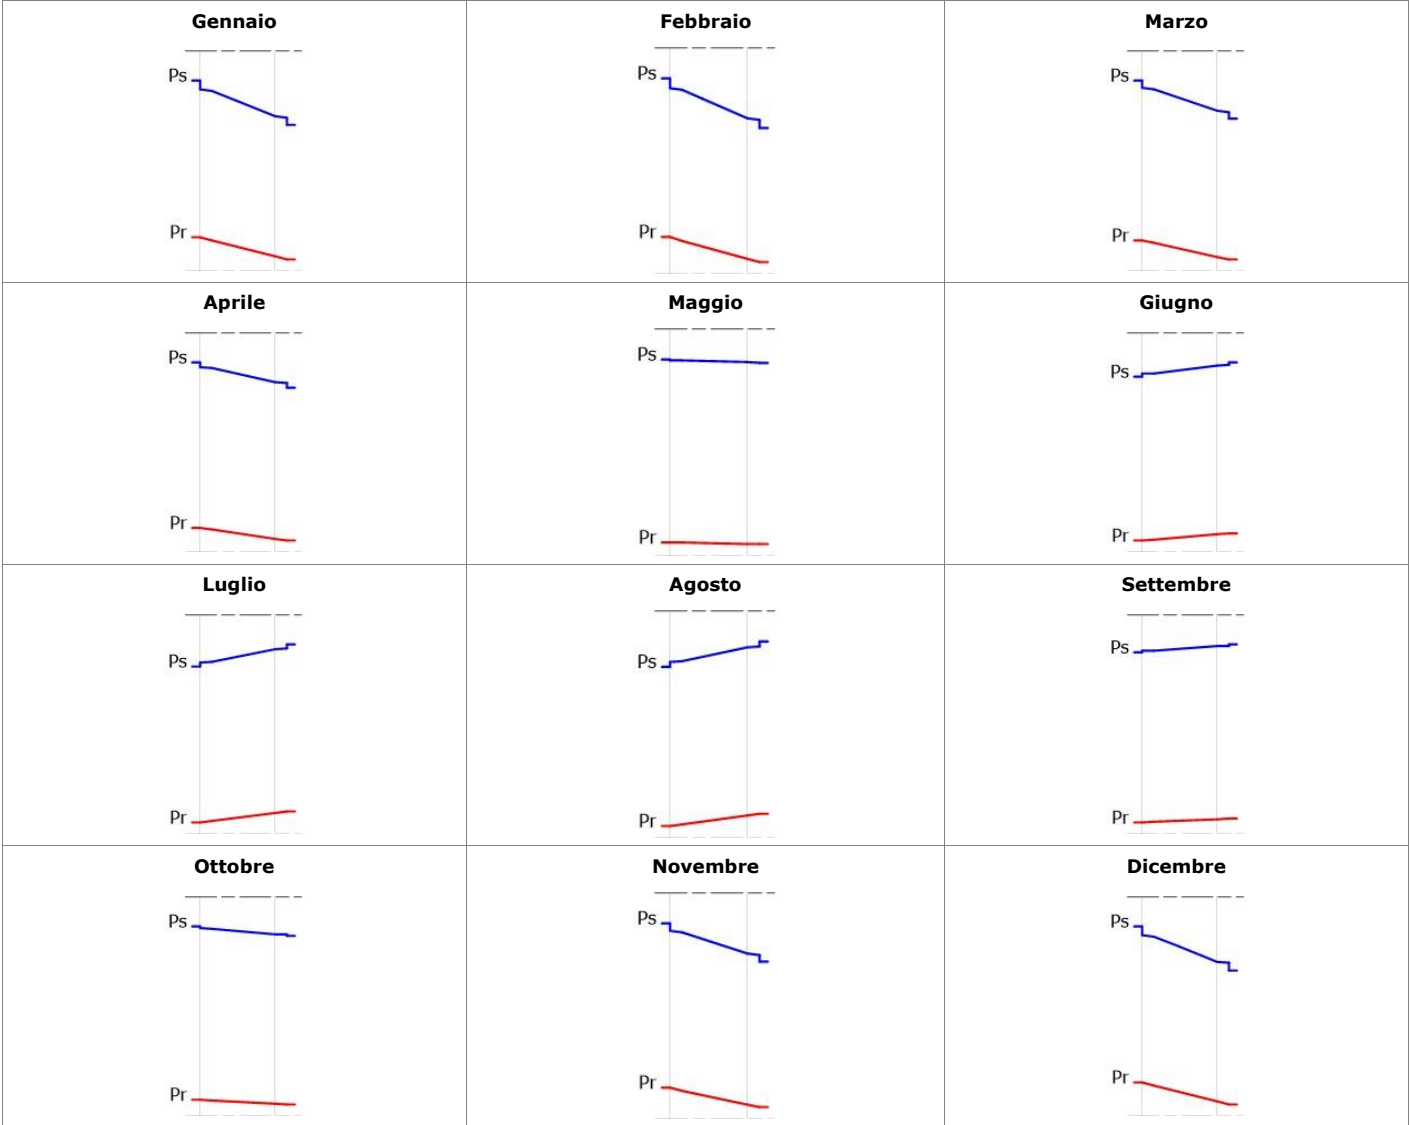 Gennaio
Febbraio
Marzo
Ps
Ps
Ps
Pr
Pr
Pr
Aprile
Maggio
Giugno
Ps
Ps
Ps
Pr
Pr
Pr
Luglio
Agosto
Settembre
Ps
Ps
Ps
Pr
Pr
Pr
Ottobre
Novembre
Dicembre
Ps
Ps
Ps
Pr
Pr
Pr